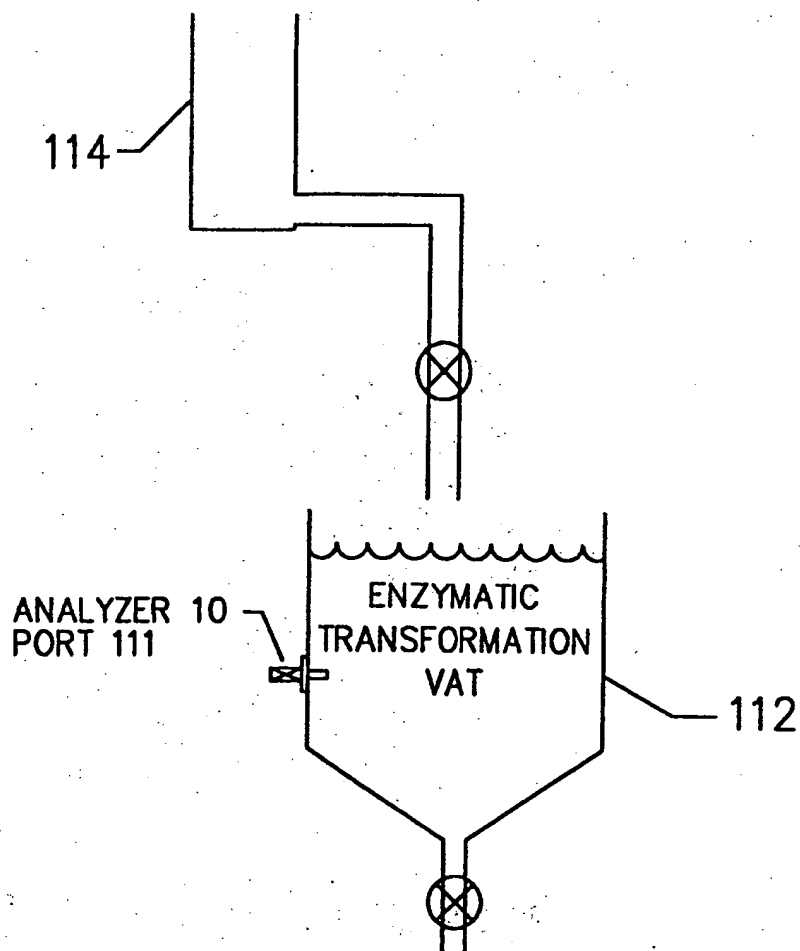 114
ENZYMATIC
TRANSFORMATION
VAT
ANALYZER 10
PORT 111
112